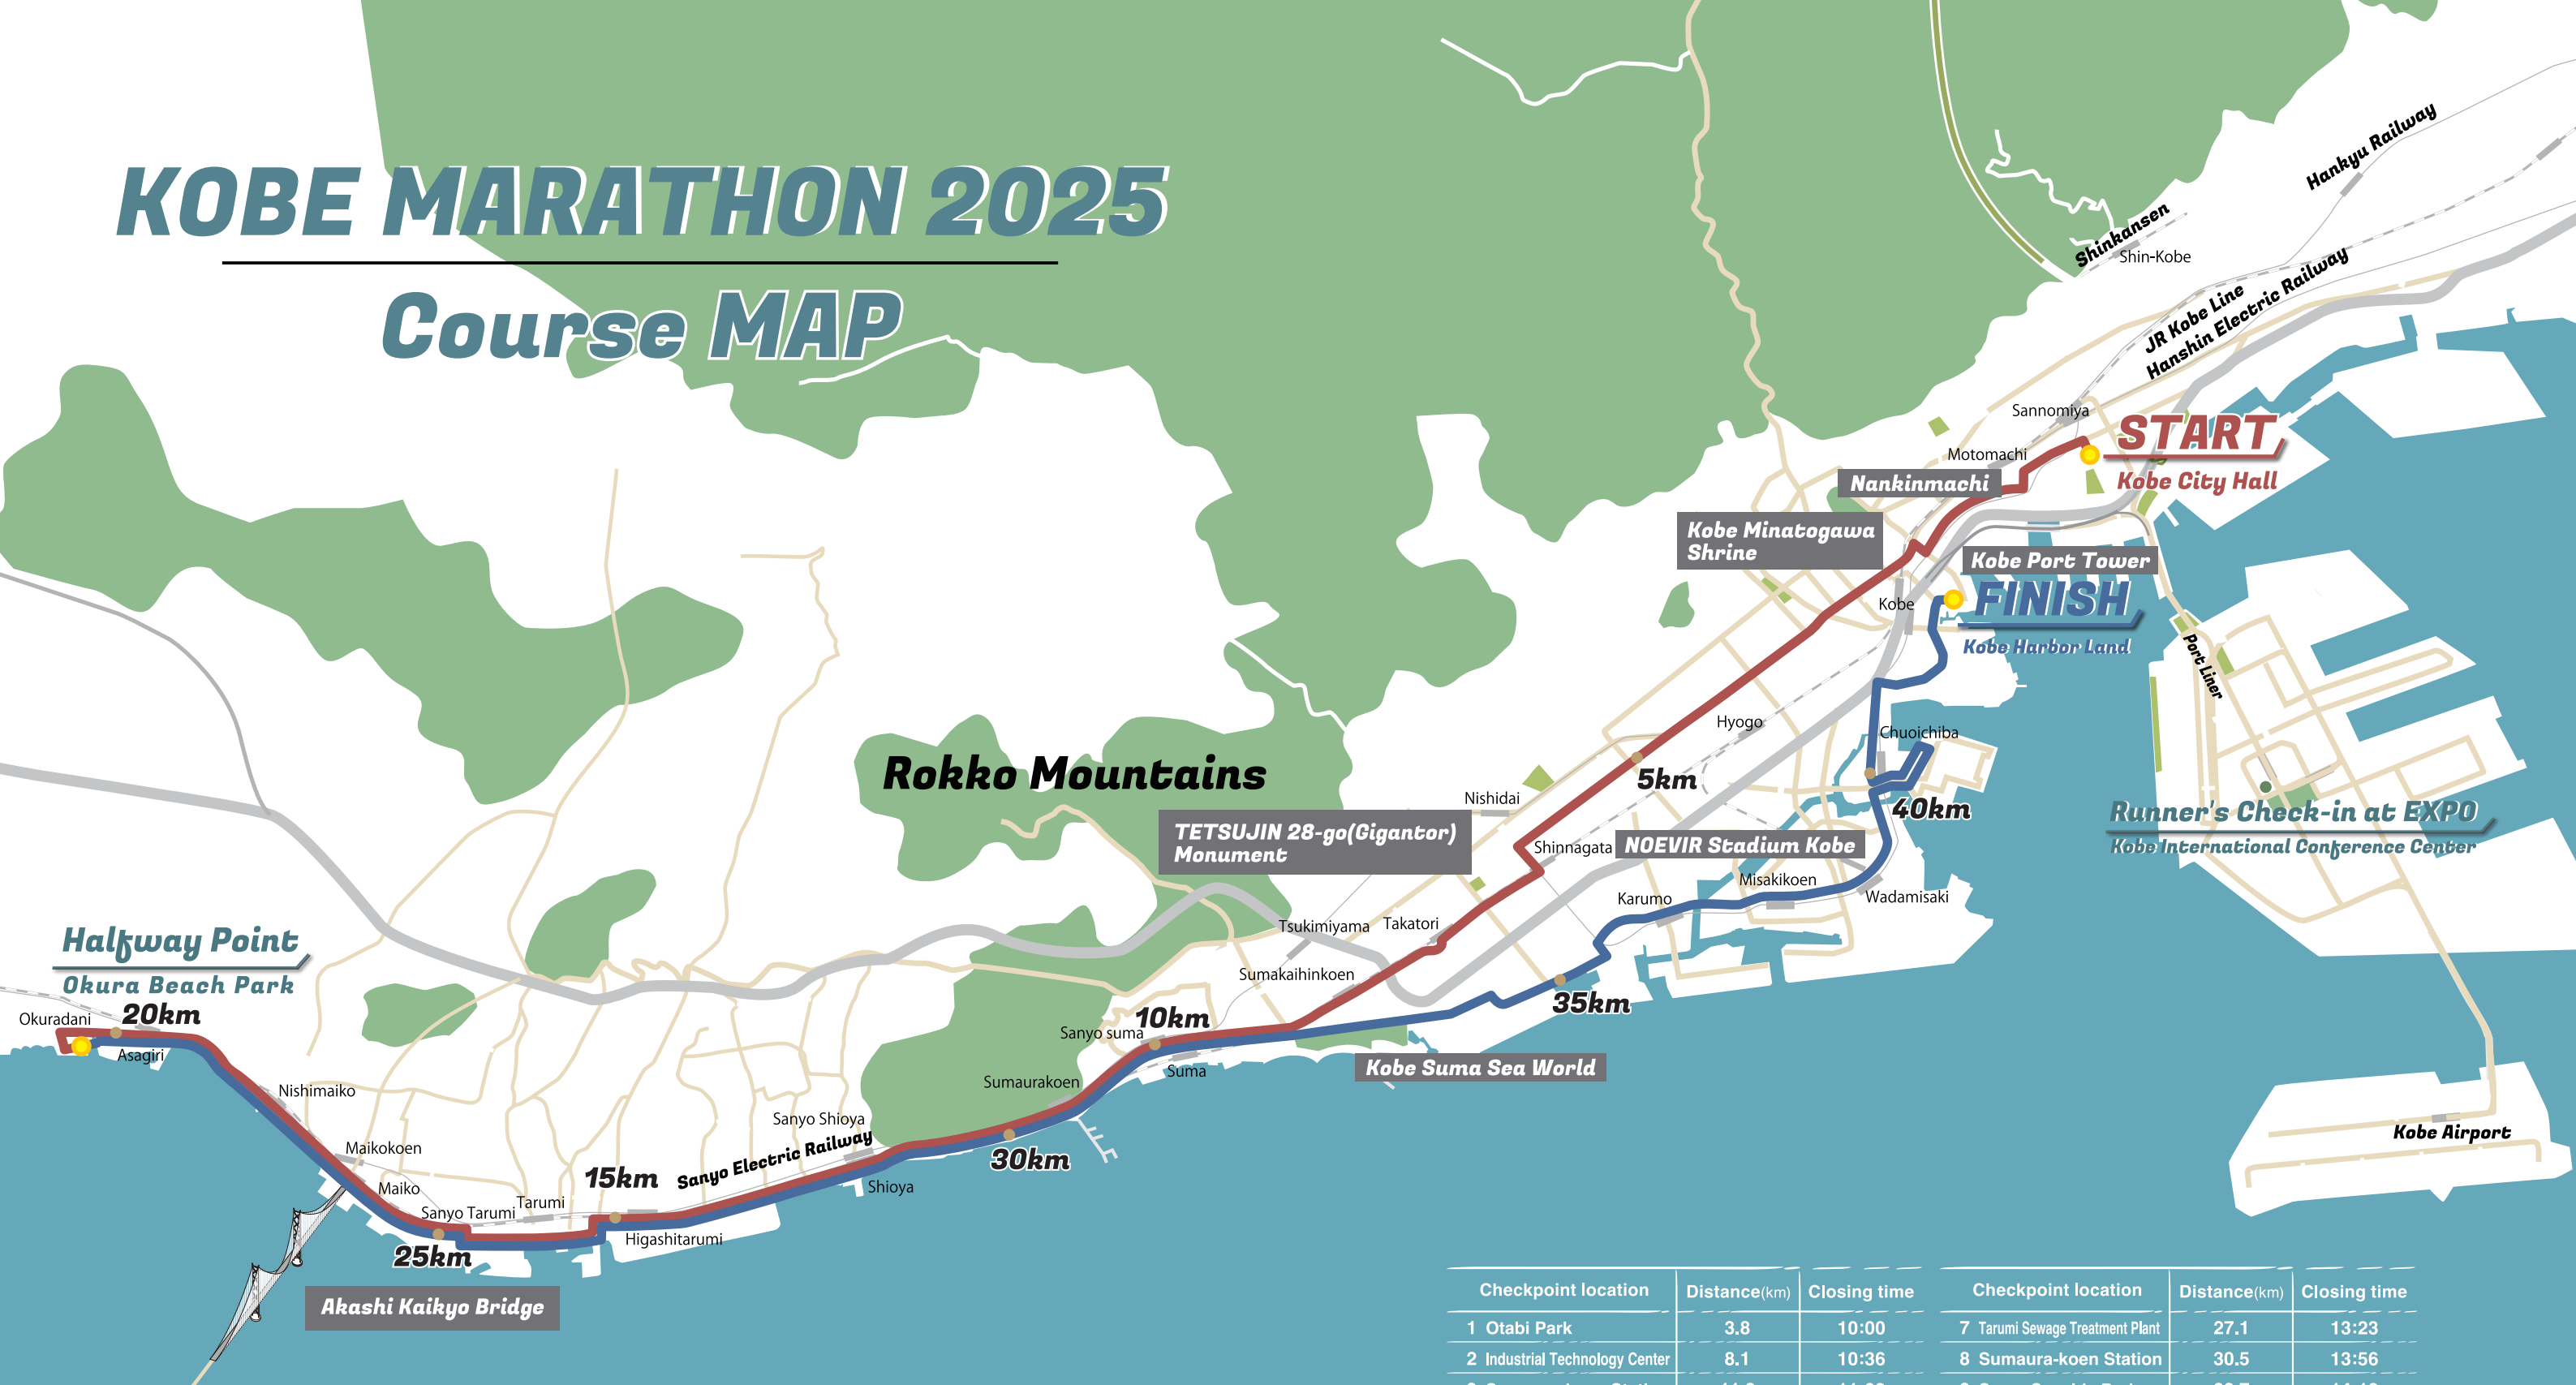 KOBE MARATHON 2025
Course MAP
Hankyu Railway
Shinkansen
Shin-Kobe
JR Kobe Line
Hanshin Electric Railway
Sannomiya
START
Kobe City Hall
Motomachi
Nankinmachi
Kobe Minatogawa
Shrine
Kobe Port Tower
FINISH
Kobe Harbor Land
Kobe
Port Liner
Hyogo
Chuoichiba
5km
40km
Nishidai
Rokko Mountains
TETSUJIN 28-go(Gigantor)
Monument
Shinnagata
NOEVIR Stadium Kobe
Runner's Check-in at EXPO
Kobe International Conference Center
Misakikoen
Wadamisaki
Karumo
Tsukimiyama
Takatori
Sumakaihinkoen
35km
Halfway Point
Okura Beach Park
Okuradani
20km
Asagiri
10km
Sanyo suma
Suma
Kobe Suma Sea World
Sumaurakoen
Nishimaiko
Sanyo Shioya
Sanyo Electric Railway
Maikokoen
30km
Kobe Airport
15km
Shioya
Maiko
Tarumi
Sanyo Tarumi
Higashitarumi
25km
Akashi Kaikyo Bridge
Checkpoint location Distance(km) Closing time
1 Otabi Park 3.8 10:00
2 Industrial Technology Center 8.1 10:36
Checkpoint location Distance(km) Closing time
7 Tarumi Sewage Treatment Plant 27.1 13:23
8 Sumaura-koen Station 30.5 13:56